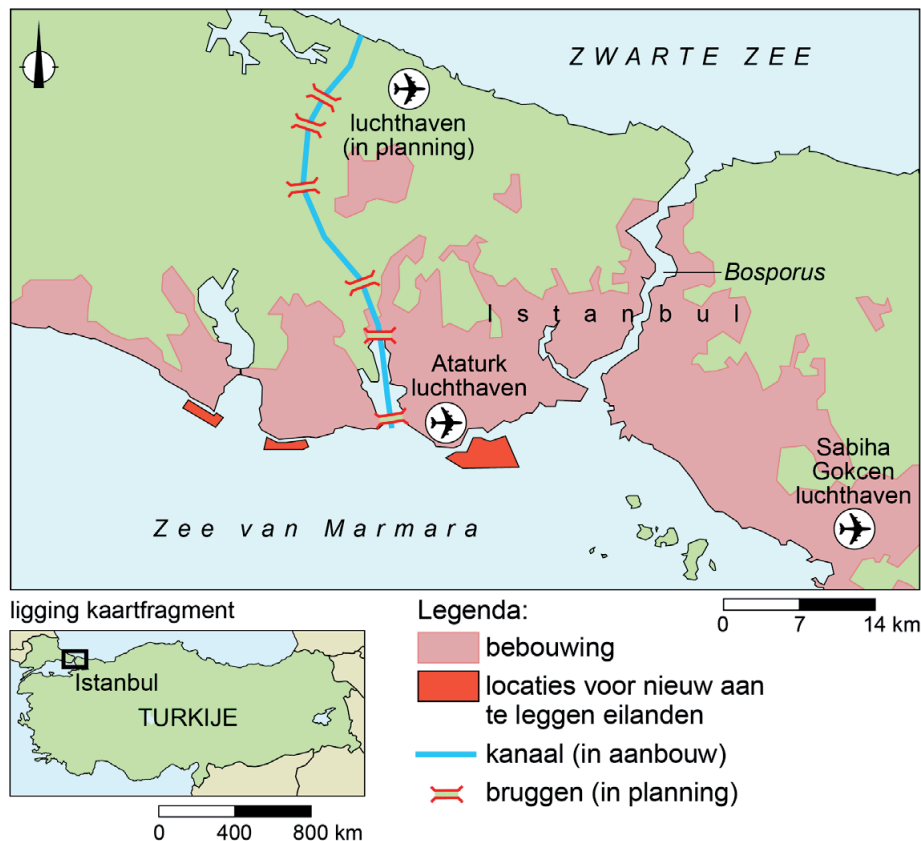 ZWARTE ZEE
luchthaven
(in planning)
Bosporus
Istanbul
Ataturk
luchthaven
Sabiha
Gokcen
luchthaven
Zee van Marmara
ligging kaartfragment
Istanbul
TURKIJE
0 400 800 km
0 7 14 km
Legenda:
bebouwing
locaties voor nieuw aan
te leggen eilanden
kanaal (in aanbouw)
bruggen (in planning)